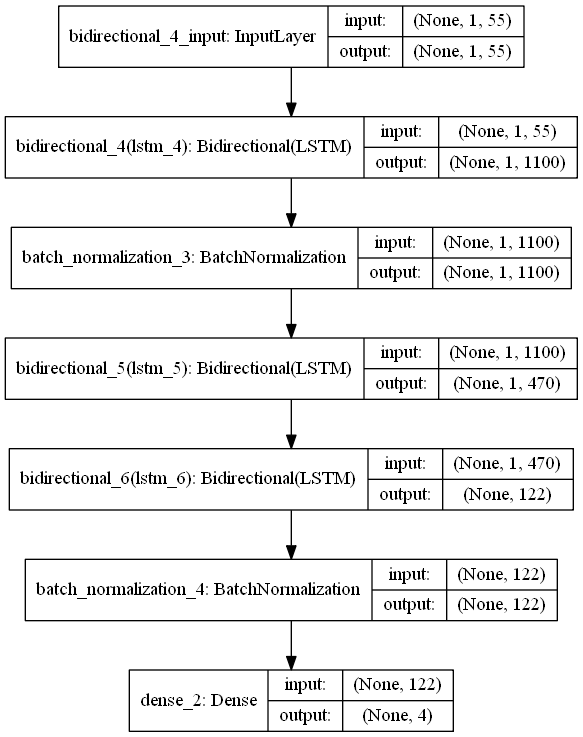 bidirectional_4_input: InputLayer
input: (None, 1, 55)
output: (None, 1, 55)
bidirectional_4(lstm_4): Bidirectional(LSTM)
input: (None, 1, 55)
output: (None, 1, 1100)
batch_normalization_3: BatchNormalization
input: (None, 1, 1100)
output: (None, 1, 1100)
bidirectional_5(lstm_5): Bidirectional(LSTM)
input: (None, 1, 1100)
output: (None, 1, 470)
bidirectional_6(lstm_6): Bidirectional(LSTM)
input: (None, 1, 470)
output: (None, 122)
batch_normalization_4: BatchNormalization
input: (None, 122)
output: (None, 122)
dense_2: Dense
input: (None, 122)
output: (None, 4)